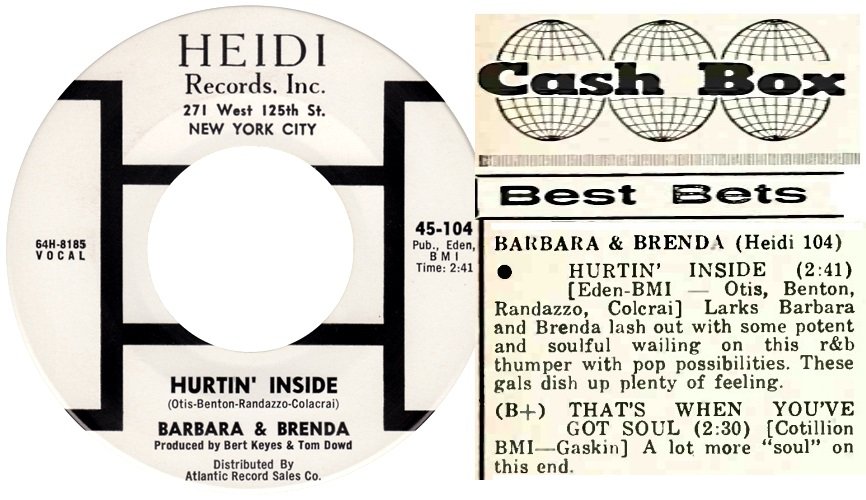 HEIDI
Records, Inc.
271 West 125th St.
NEW YORK CITY
64H-8185
VOCAL
45-104
Pub., Eden,
BMI
Time: 2:41
HURTIN' INSIDE
(Otis-Benton-Randazzo-Colacrai)
BARBARA & BRENDA
Produced by Bert Keyes & Tom Dowd
Distributed By
Atlantic Record Sales Co.
Cash Box
Best Bets
BARBARA & BRENDA (Heidi 104)
● HURTIN' INSIDE (2:41)
[Eden-BMI — Otis, Benton,
Randazzo, Colcrai] Larks Barbara
and Brenda lash out with some potent
and soulful wailing on this r&b
thumper with pop possibilities. These
gals dish up plenty of feeling.
(B+) THAT'S WHEN YOU'VE
GOT SOUL (2:30) [Cotillion
BMI—Gaskin] A lot more "soul" on
this end.